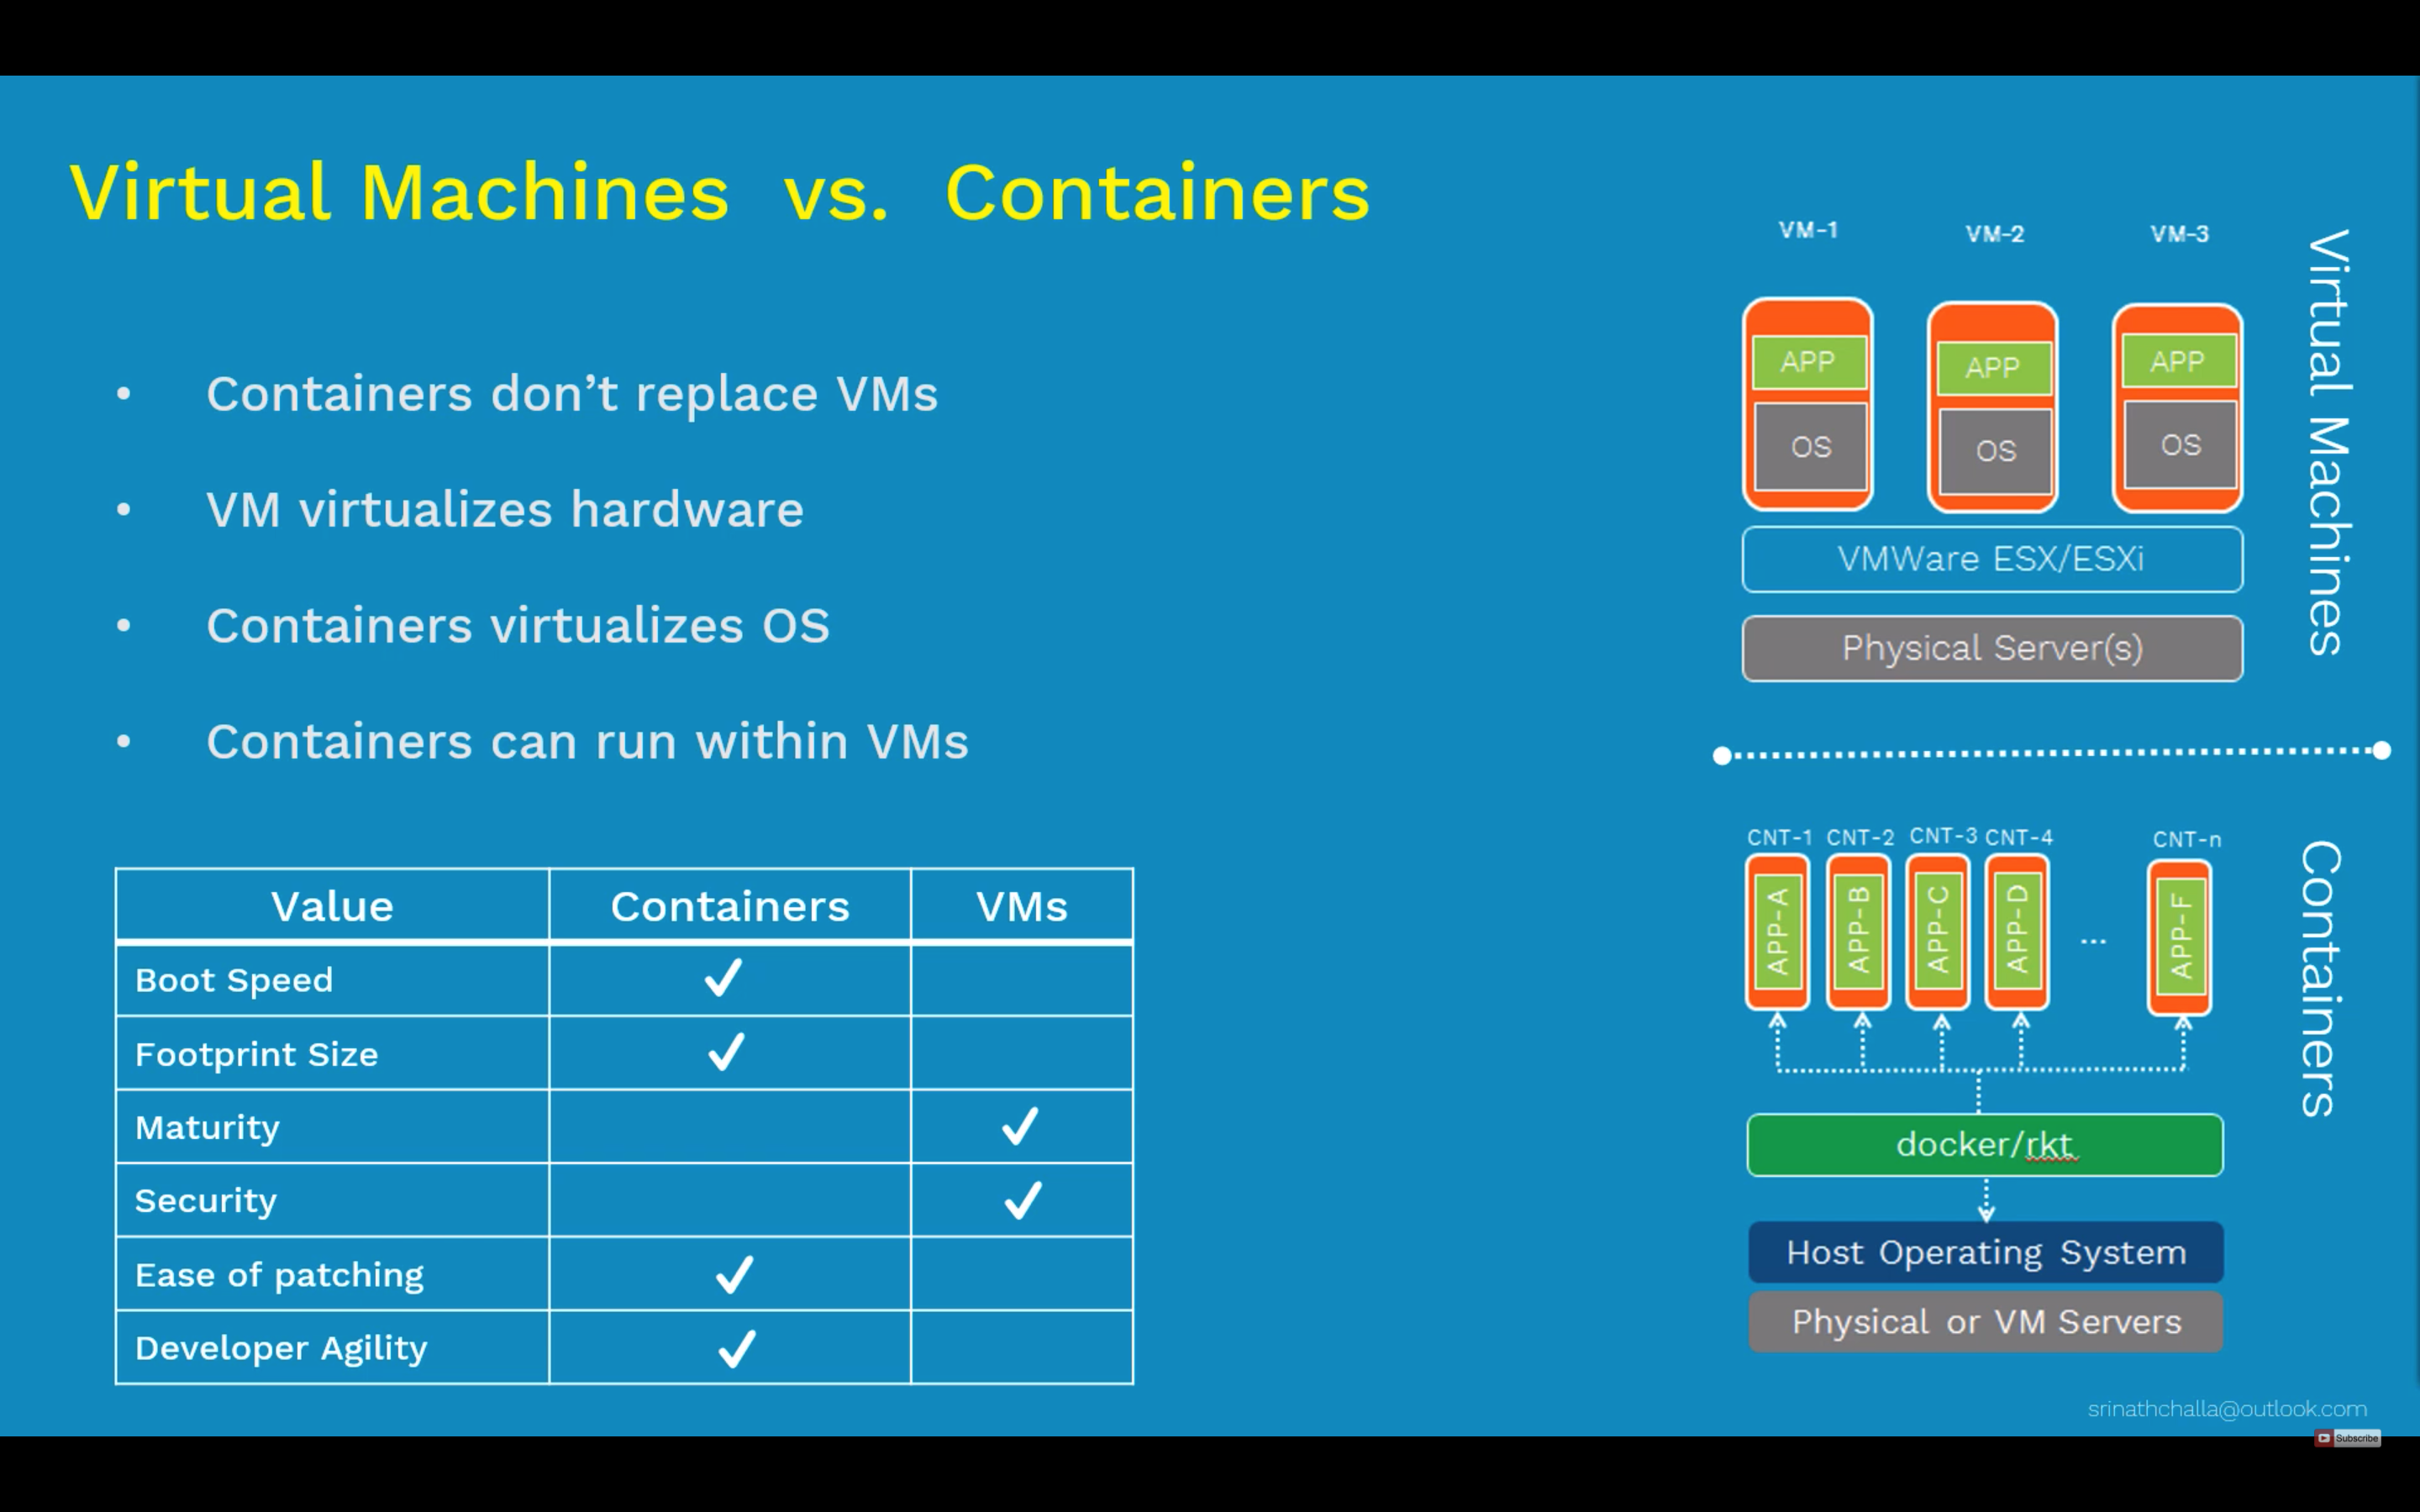 Virtual Machines vs. Containers
• Containers don’t replace VMs
• VM virtualizes hardware
• Containers virtualizes OS
• Containers can run within VMs
Value Containers VMs
Boot Speed ✓
Footprint Size ✓
Maturity ✓
Security ✓
Ease of patching ✓
Developer Agility ✓
VM-1 VM-2 VM-3
APP APP APP
OS OS OS
VMWare ESX/ESXi
Physical Server(s)
Virtual Machines
CNT-1 CNT-2 CNT-3 CNT-4 CNT-n
APP-A APP-B APP-C APP-D ... APP-F
docker/rkt
Host Operating System
Physical or VM Servers
Containers
srinathchalla@outlook.com
Subscribe